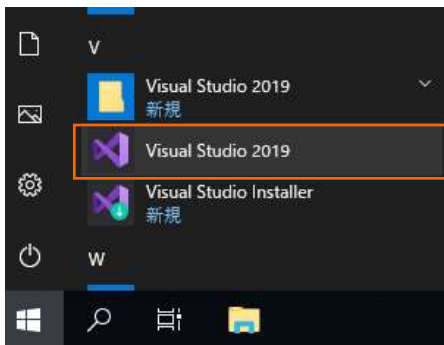 V
Visual Studio 2019
新規
Visual Studio 2019
Visual Studio Installer
新規
W